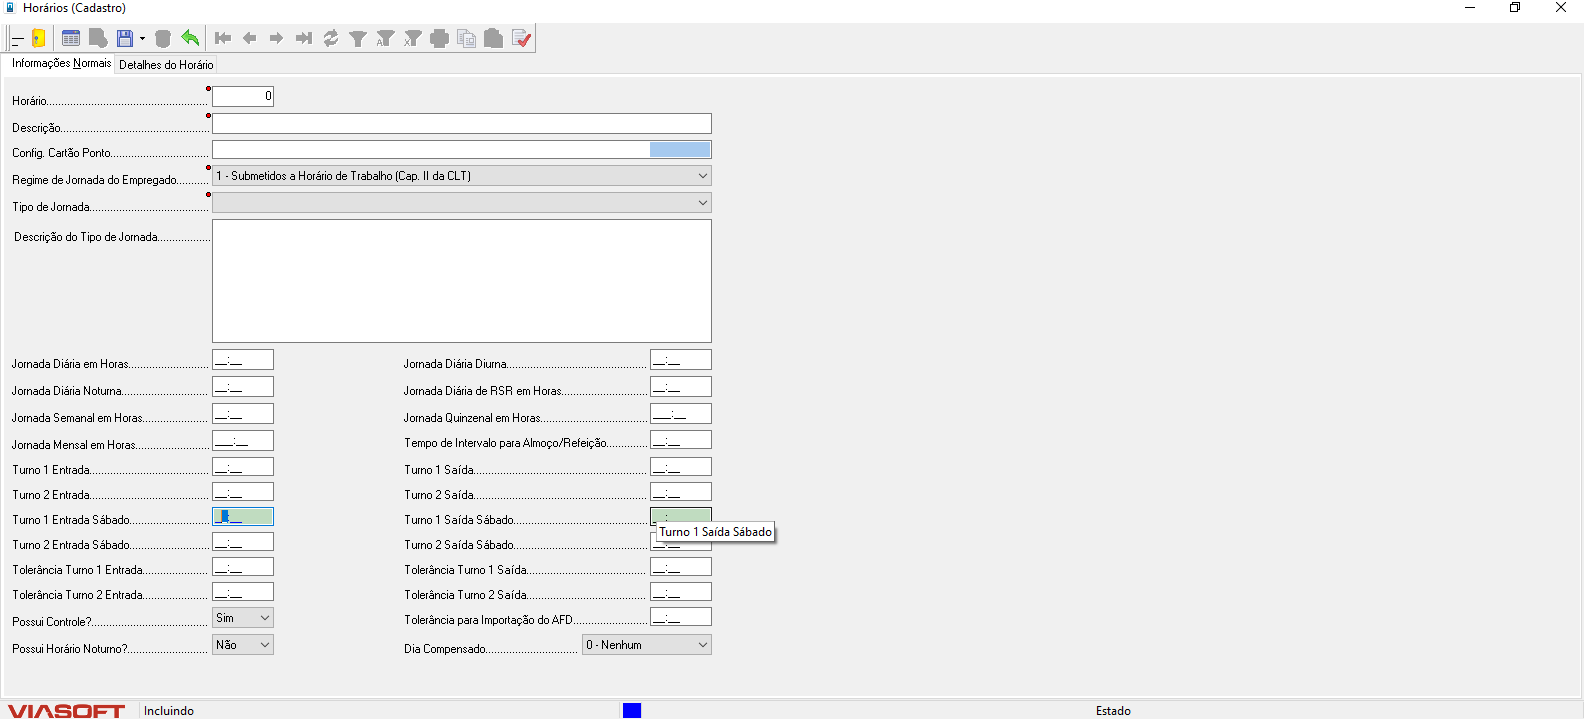 Horários (Cadastro)
Informações Normais Detalhes do Horário
Horário 0
Descrição
Config. Cartão Ponto
Regime de Jornada do Empregado 1 - Submetidos a Horário de Trabalho (Cap. II da CLT)
Tipo de Jornada
Descrição do Tipo de Jornada
Jornada Diária em Horas __:__ Jornada Diária Diurna __:__
Jornada Diária Noturna __:__ Jornada Diária de RSR em Horas __:__
Jornada Semanal em Horas __:__ Jornada Quinzenal em Horas ___:__
Jornada Mensal em Horas ___:__ Tempo de Intervalo para Almoço/Refeição __:__
Turno 1 Entrada __:__ Turno 1 Saída __:__
Turno 2 Entrada __:__ Turno 2 Saída __:__
Turno 1 Entrada Sábado __:__ Turno 1 Saída Sábado __:__
Turno 1 Saída Sábado
Turno 2 Entrada Sábado __:__ Turno 2 Saída Sábado __:__
Tolerância Turno 1 Entrada __:__ Tolerância Turno 1 Saída __:__
Tolerância Turno 2 Entrada __:__ Tolerância Turno 2 Saída __:__
Possui Controle? Sim Tolerância para Importação do AFD __:__
Possui Horário Noturno? Não Dia Compensado 0 - Nenhum
VIASOFT Incluindo Estado